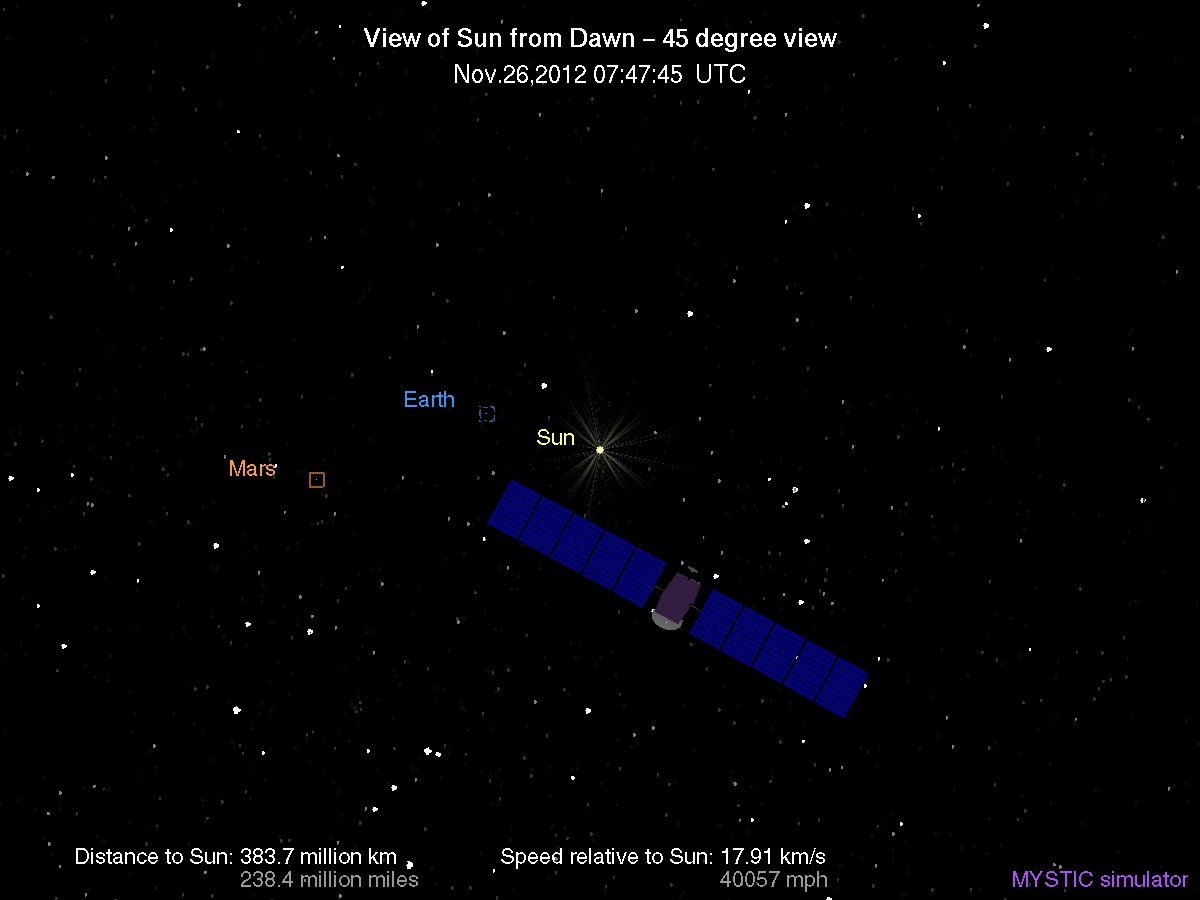 View of Sun from Dawn – 45 degree view
Nov.26,2012 07:47:45 UTC
Earth
Sun
Mars
Distance to Sun: 383.7 million km
238.4 million miles
Speed relative to Sun: 17.91 km/s
40057 mph
MYSTIC simulator